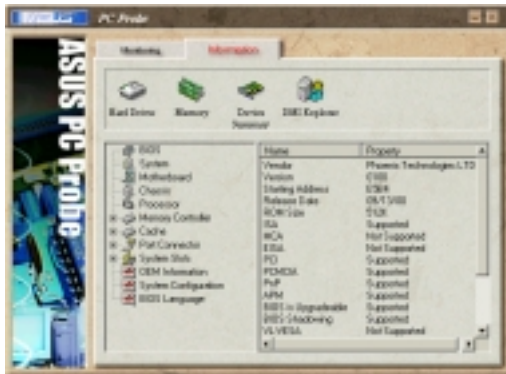 PC Probe
ASUS PC Probe
Monitoring Information
Hard Drives Memory Device Summary DMI Explorer
BIOS
System
Motherboard
Chassis
Processor
Memory Controller
Cache
Port Connector
System Slots
OEM Information
System Configuration
BIOS Language
Name Property
Vendor Phoenix Technologies LTD
Version
Starting Address
Release Date
ROM Size 512K
ISA Supported
MCA Not Supported
EISA Not Supported
PCI Supported
PCMCIA Supported
PnP Supported
APM Supported
BIOS is Upgradeable Supported
BIOS Shadowing Supported
VL-VESA Not Supported